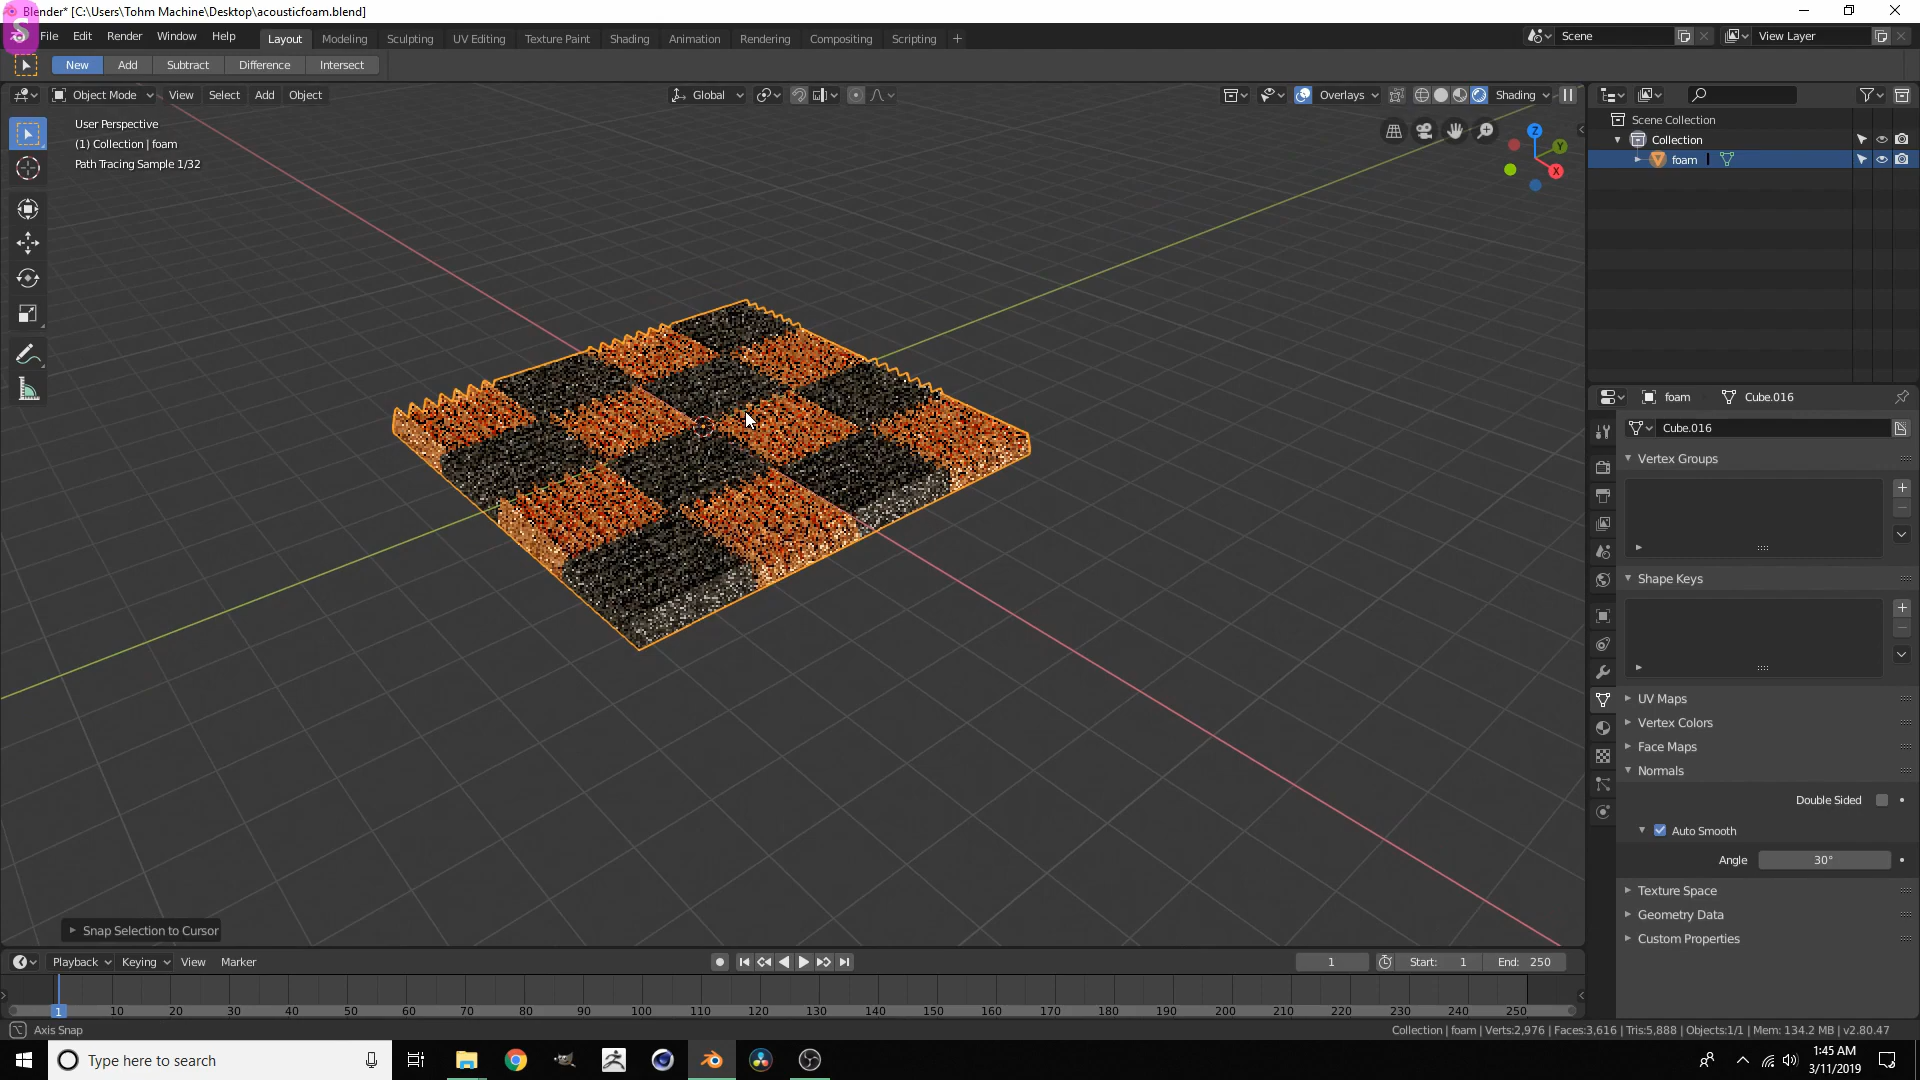 Blender* [C:\Users\Tohm Machine\Desktop\acousticfoam.blend]
File Edit Render Window Help Layout Modeling Sculpting UV Editing Texture Paint Shading Animation Rendering Compositing Scripting + Scene View Layer
New Add Subtract Difference Intersect
Object Mode View Select Add Object Global Overlays Shading
User Perspective
(1) Collection | foam
Path Tracing Sample 1/32
Z
Y
X
Scene Collection
Collection
foam
foam Cube.016
Cube.016
Vertex Groups
Shape Keys
UV Maps
Vertex Colors
Face Maps
Normals
Double Sided
Auto Smooth
Angle 30°
Texture Space
Geometry Data
Custom Properties
Snap Selection to Cursor
Playback Keying View Marker 1 Start: 1 End: 250
1 10 20 30 40 50 60 70 80 90 100 110 120 130 140 150 160 170 180 190 200 210 220 230 240 250
Axis Snap
Collection | foam | Verts:2,976 | Faces:3,616 | Tris:5,888 | Objects:1/1 | Mem: 134.2 MB | v2.80.47
Type here to search
1:45 AM
3/11/2019